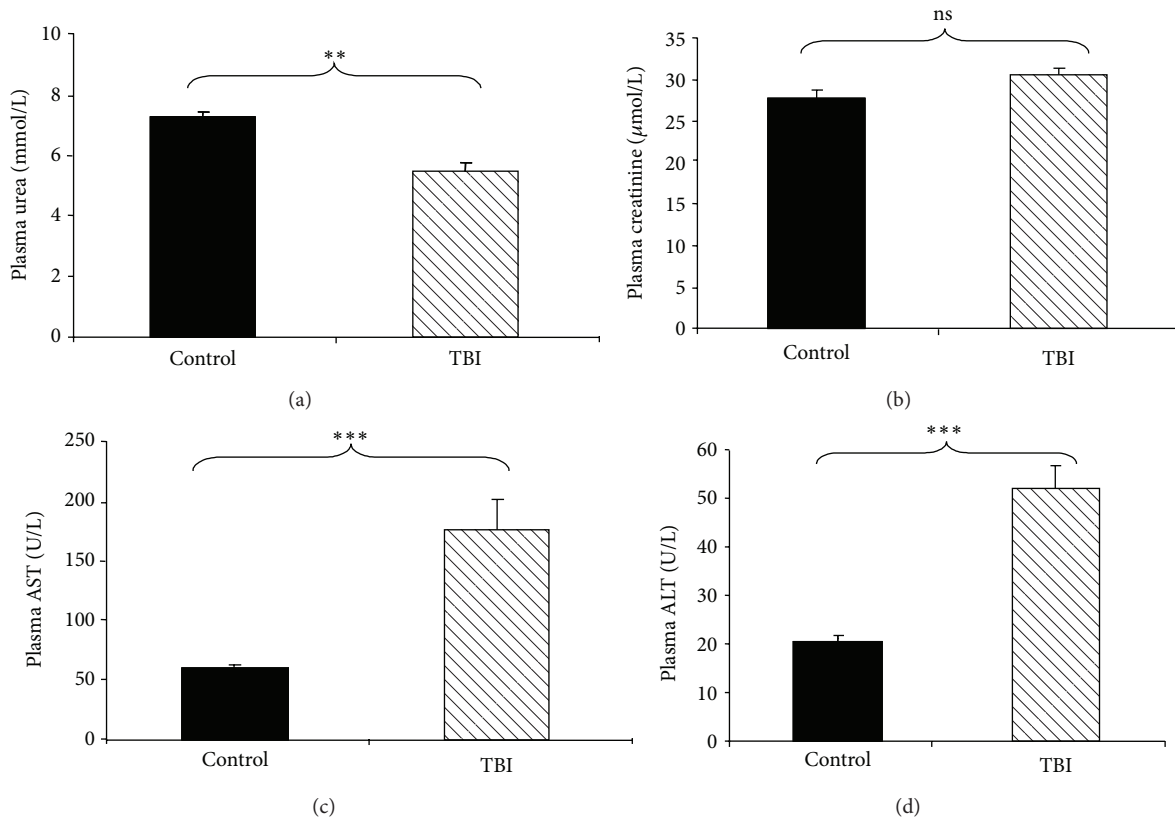 **
Plasma urea (mmol/L)
10
8
6
4
2
0
Control
TBI
(a)
ns
Plasma creatinine (μmol/L)
35
30
25
20
15
10
5
0
Control
TBI
(b)
***
Plasma AST (U/L)
250
200
150
100
50
0
Control
TBI
(c)
***
Plasma ALT (U/L)
60
50
40
30
20
10
0
Control
TBI
(d)